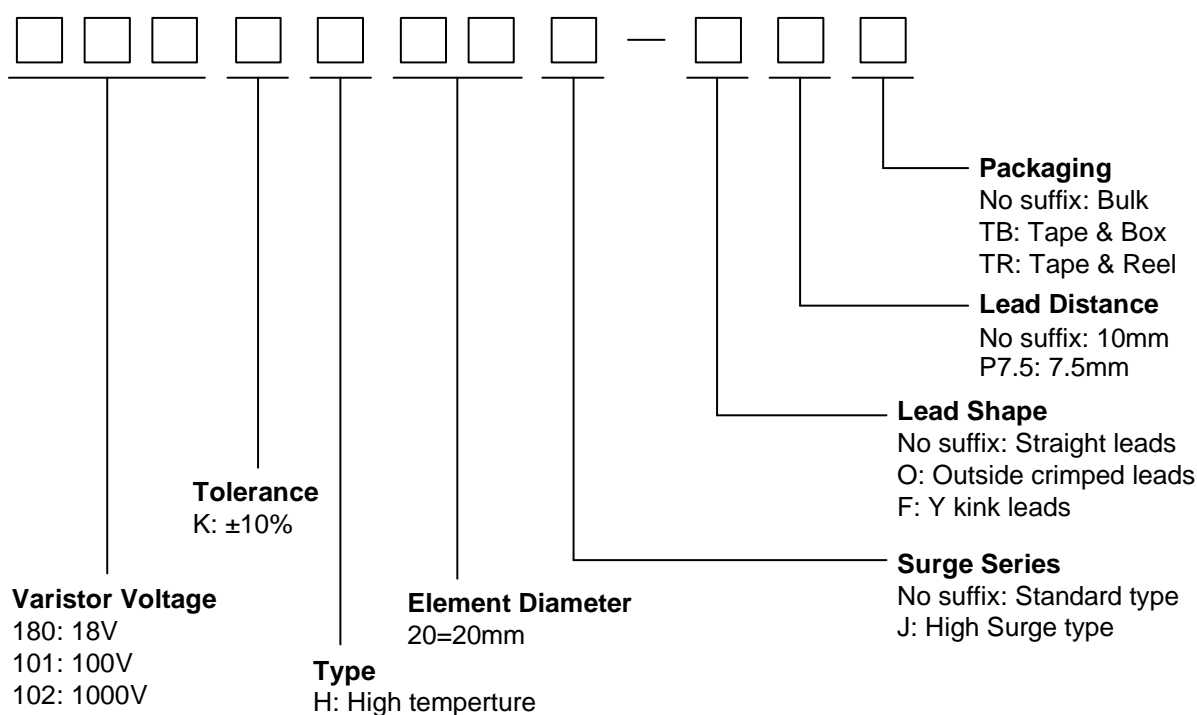 Packaging
No suffix: Bulk
TB: Tape & Box
TR: Tape & Reel
Lead Distance
No suffix: 10mm
P7.5: 7.5mm
Lead Shape
No suffix: Straight leads
O: Outside crimped leads
F: Y kink leads
Surge Series
No suffix: Standard type
J: High Surge type
Element Diameter
20=20mm
Type
H: High temperture
Tolerance
K: ±10%
Varistor Voltage
180: 18V
101: 100V
102: 1000V